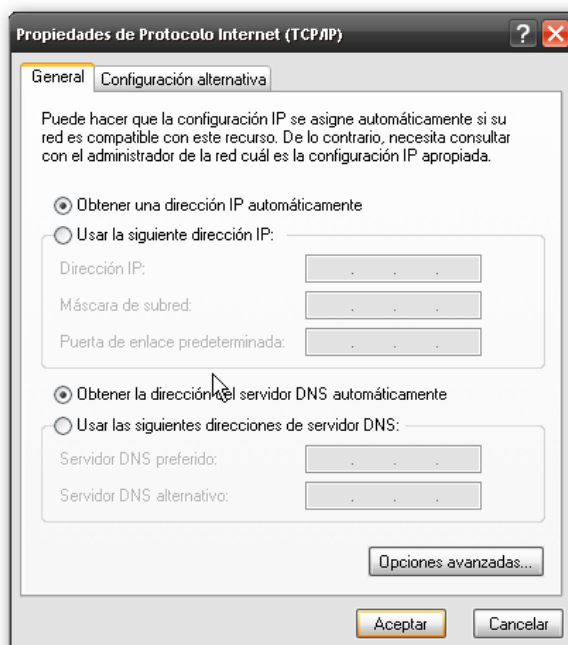 Propiedades de Protocolo Internet (TCP/IP)
General
Configuración alternativa
Puede hacer que la configuración IP se asigne automáticamente si su
red es compatible con este recurso. De lo contrario, necesita consultar
con el administrador de la red cuál es la configuración IP apropiada.
Obtener una dirección IP automáticamente
Usar la siguiente dirección IP:
Dirección IP:
Máscara de subred:
Puerta de enlace predeterminada:
Obtener la dirección del servidor DNS automáticamente
Usar las siguientes direcciones de servidor DNS:
Servidor DNS preferido:
Servidor DNS alternativo:
Opciones avanzadas...
Aceptar
Cancelar